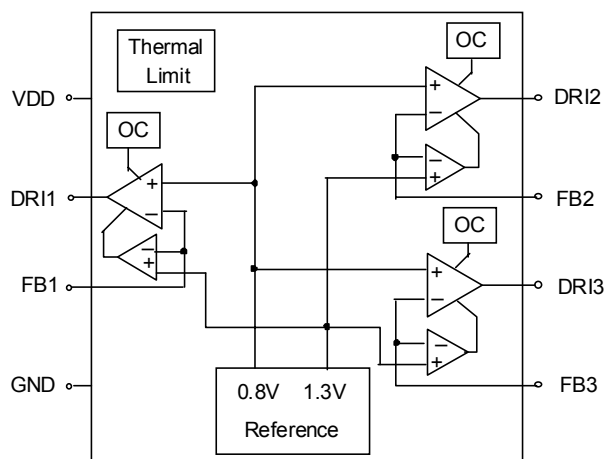 Thermal
Limit
OC
VDD
DRI2
+
−
OC
−
+
DRI1
+
−
FB2
OC
−
+
FB1
+
−
DRI3
−
+
GND
0.8V 1.3V
FB3
Reference